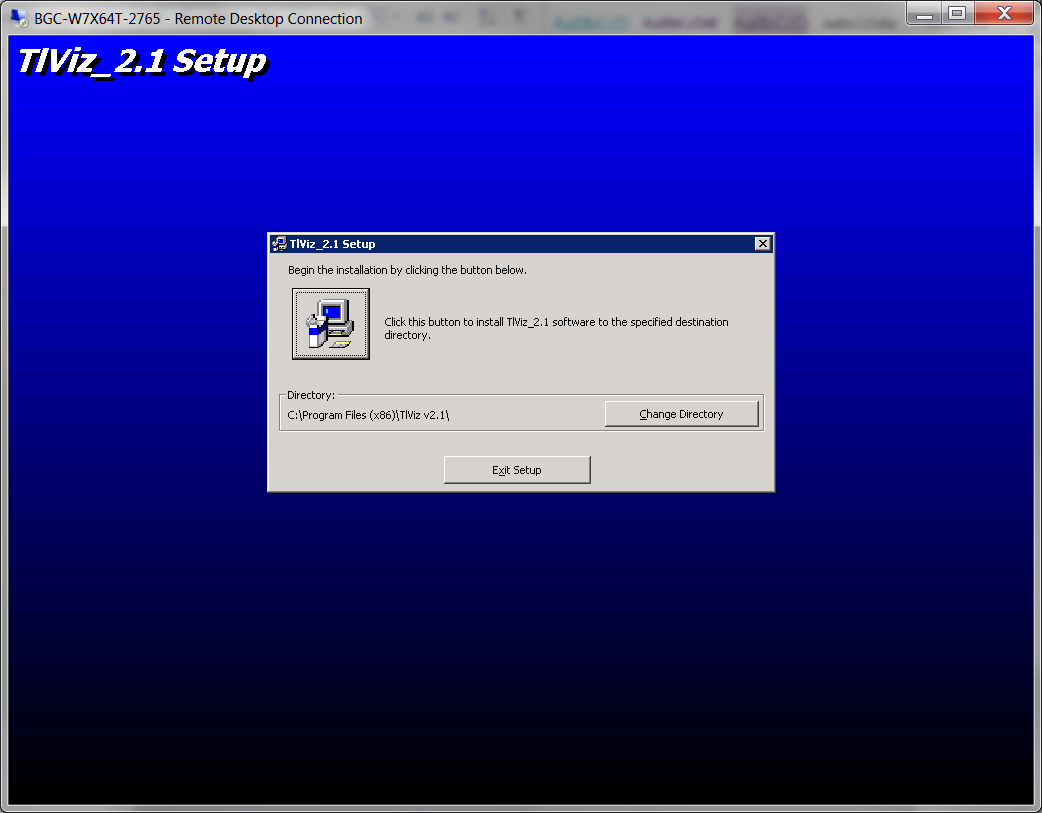 BGC-W7X64T-2765 - Remote Desktop Connection
TlViz_2.1 Setup
TlViz_2.1 Setup
Begin the installation by clicking the button below.
Click this button to install TlViz_2.1 software to the specified destination
directory.
Directory:
C:\Program Files (x86)\TlViz v2.1\
Change Directory
Exit Setup